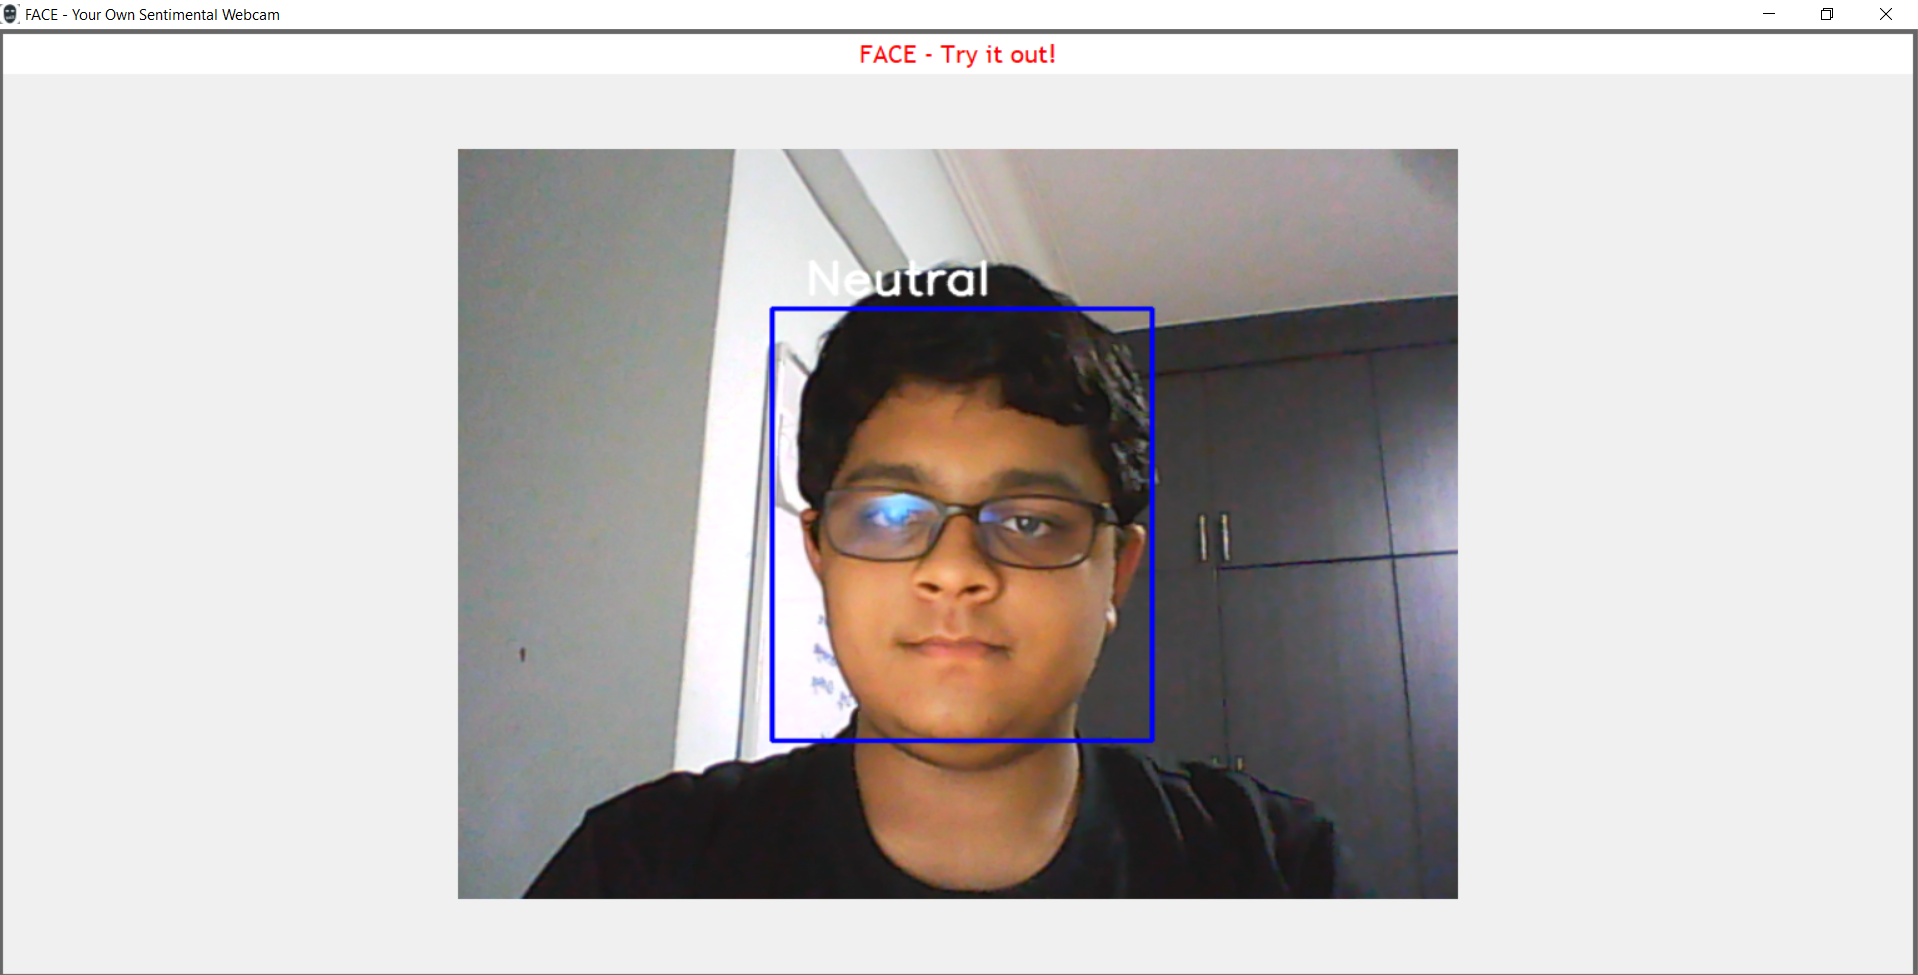 FACE - Your Own Sentimental Webcam
FACE - Try it out!
Neutral